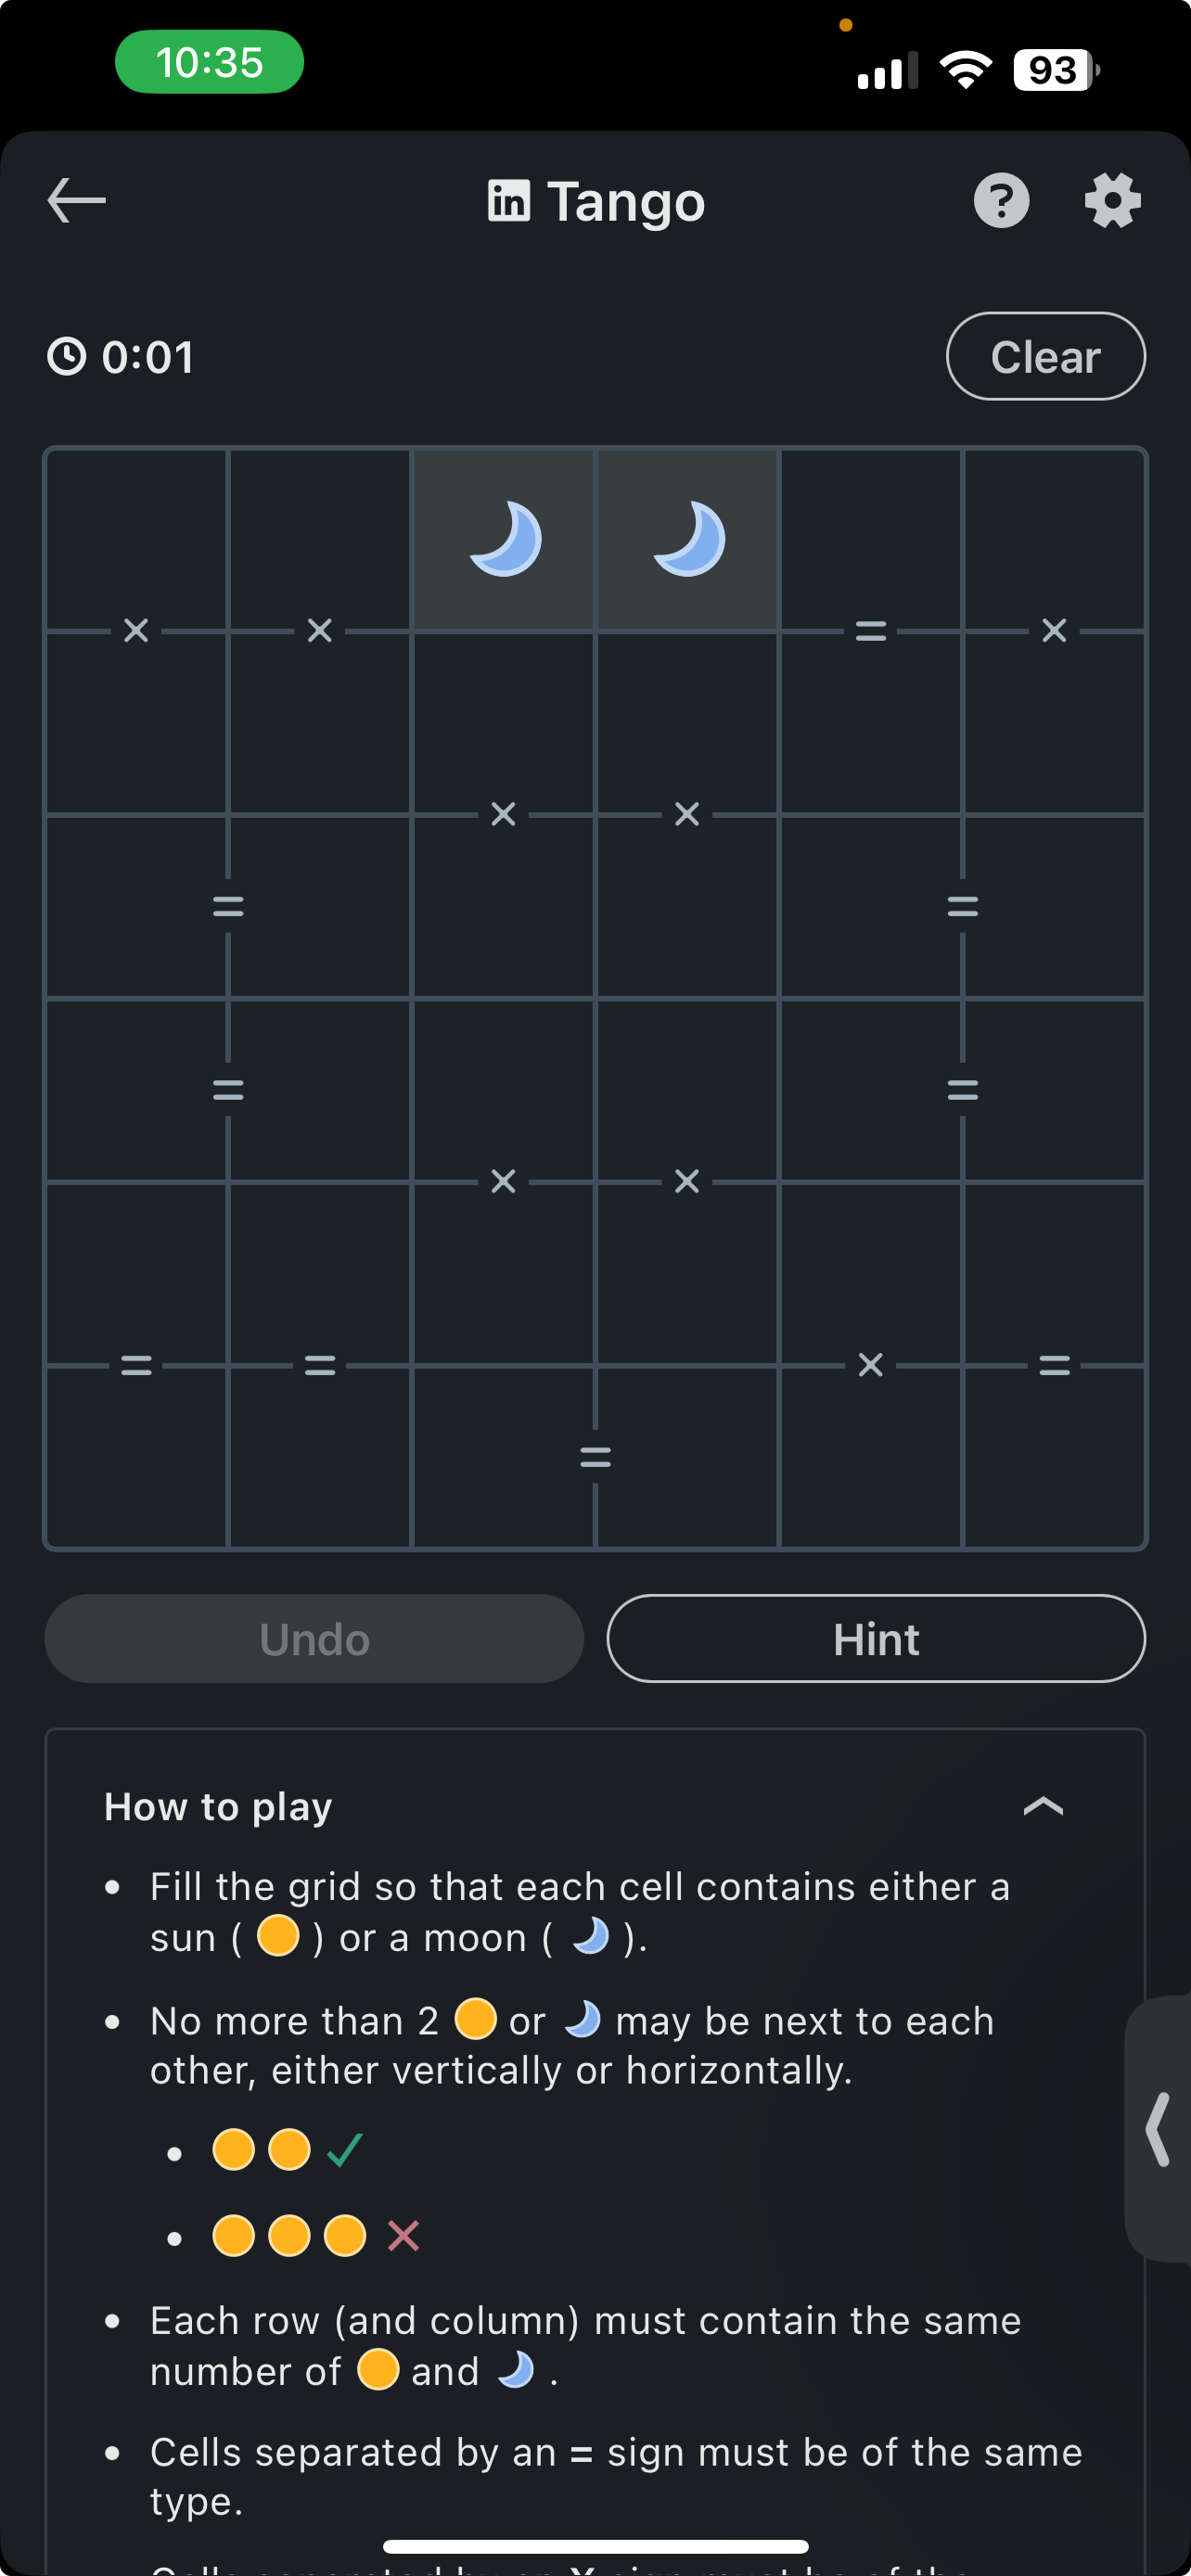 10:35
93
in Tango
?
0:01
Clear
× × = ×
× ×
= =
= =
× ×
= = × =
=
Undo
Hint
How to play
• Fill the grid so that each cell contains either a
sun ( ) or a moon ( ).
• No more than 2 or may be next to each
other, either vertically or horizontally.
• Each row (and column) must contain the same
number of and .
• Cells separated by an = sign must be of the same
type.